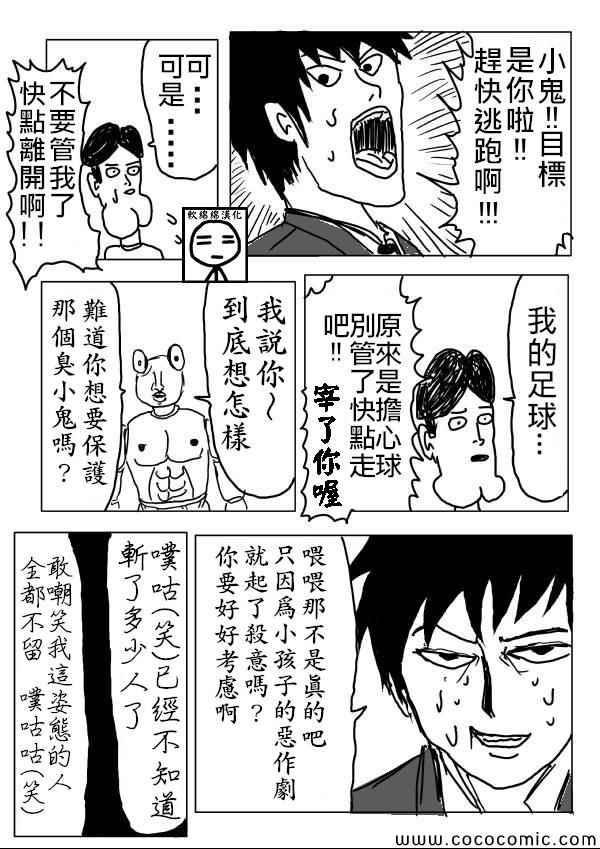 小鬼!!目標
是你啦!!
趕快逃跑啊!!!
可…
可是……
不要管我了
快點離開啊!!
軟綿綿漢化
我的足球…
原來是擔心球
別管了快點走
吧!!
宰了你喔
我說你～
到底想怎樣
難道你想要保護
那個臭小鬼嗎？
喂喂那不是真的吧
只因爲小孩子的惡作劇
就起了殺意嗎？
你要好好考慮啊
噗咕(笑)已經不知道
斬了多少人了
敢嘲笑我這姿態的人
全都不留 噗咕咕(笑)
www.cococomic.com